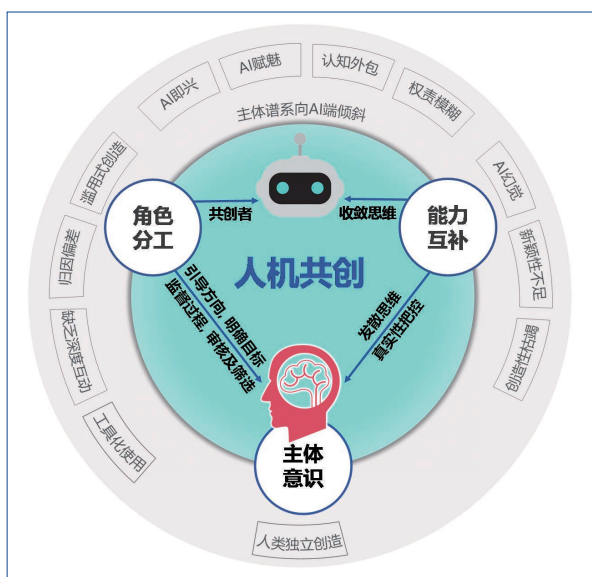 AI即兴
AI赋魅
认知外包
权责模糊
主体谱系向AI端倾斜
滥用式创造
AI幻觉
角色
分工
共创者
收敛思维
能力
互补
归因偏差
新颖性不足
人机共创
引导方向，明确目标
监督过程，审核及筛选
发散思维
真实性把控
缺乏深度互动
创造性枯竭
工具化使用
主体
意识
人类独立创造